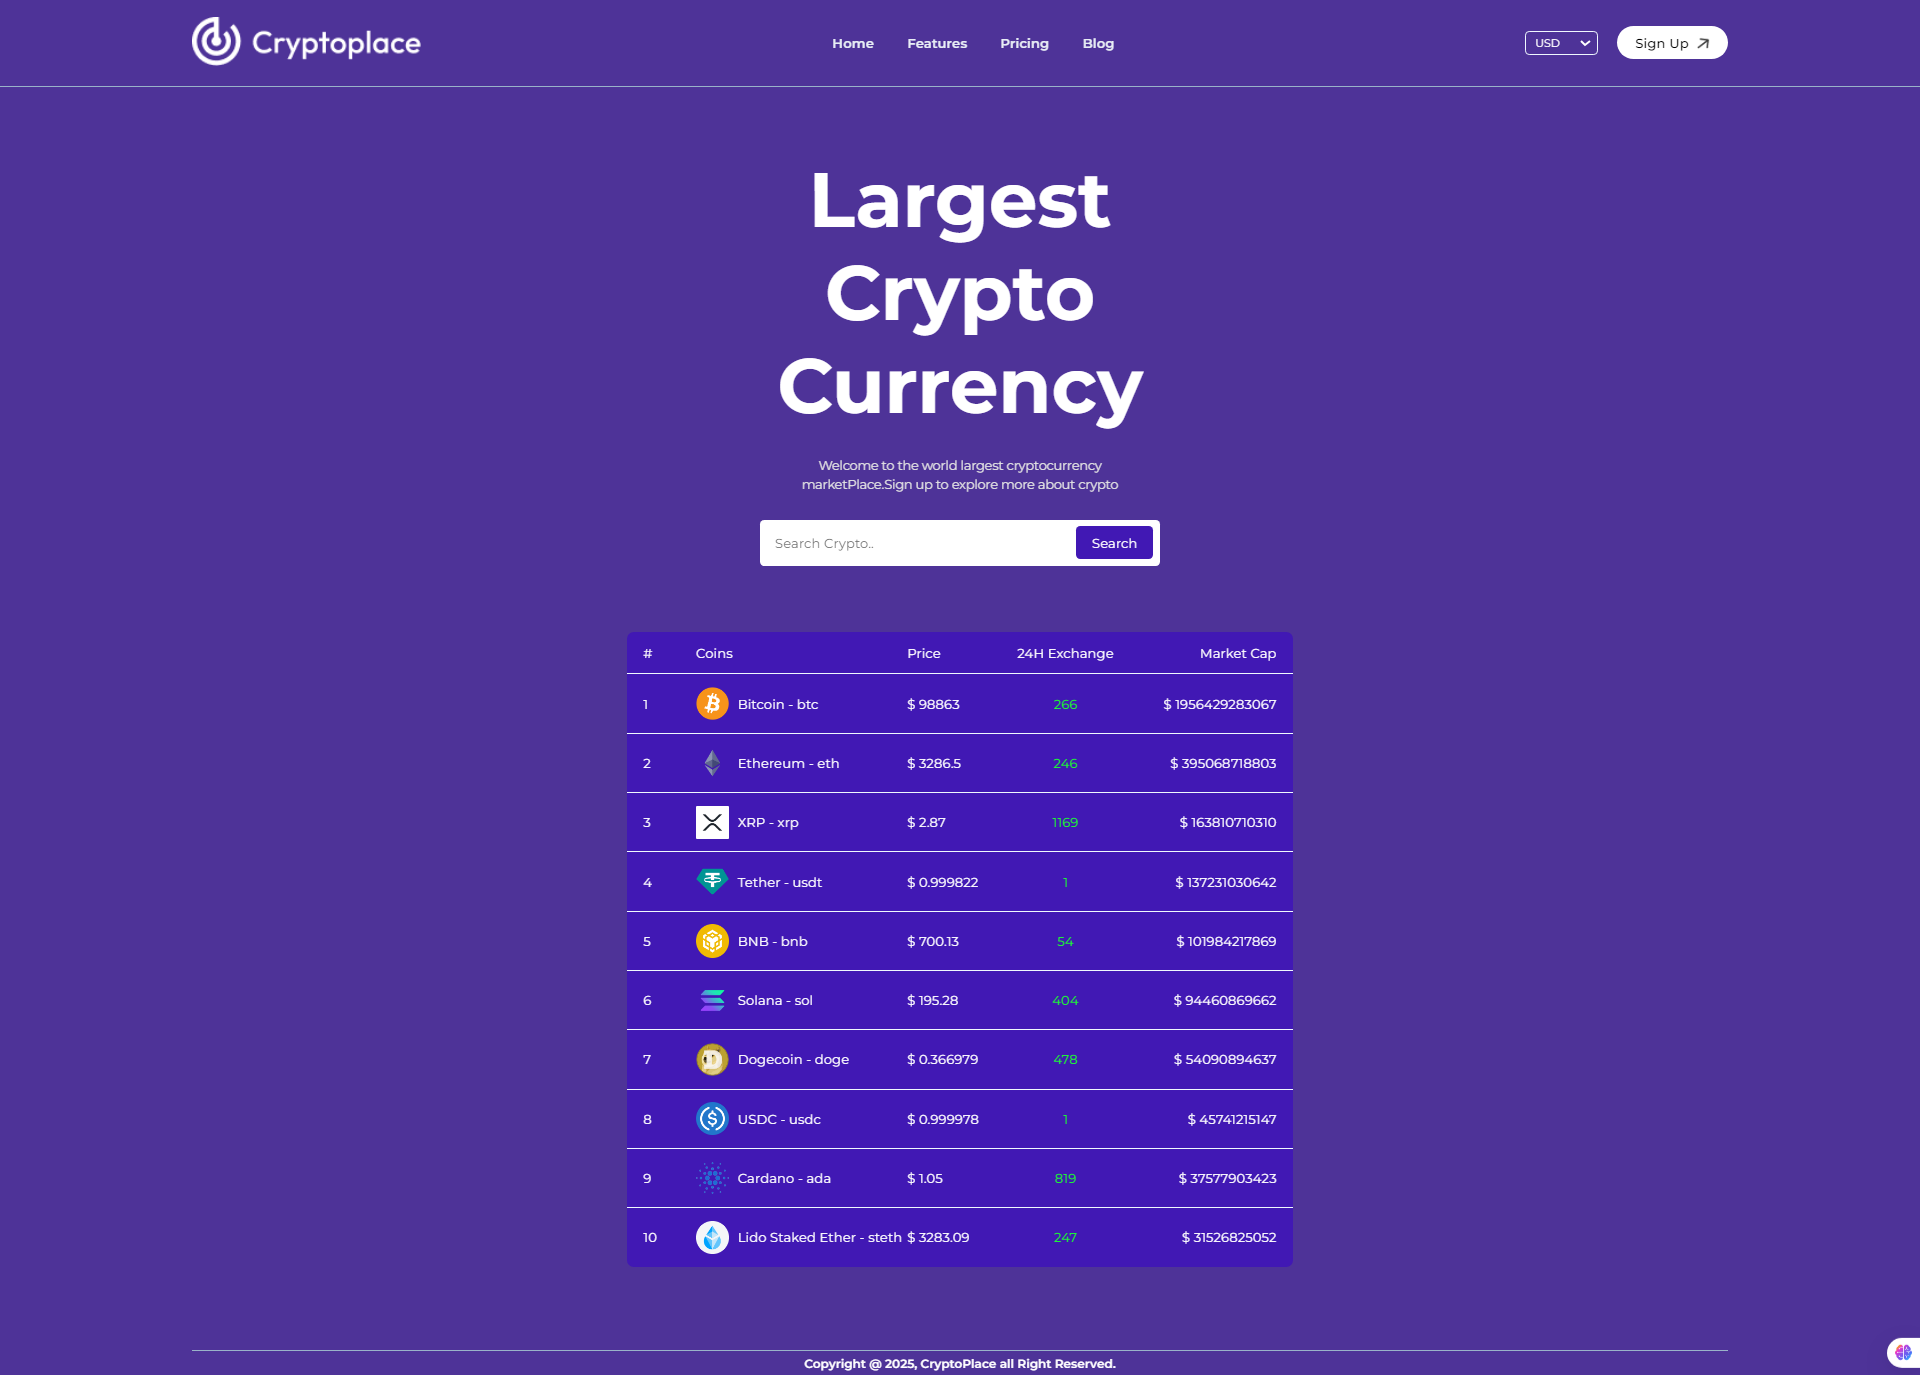 Cryptoplace
Home Features Pricing Blog
USD
Sign Up
Largest
Crypto
Currency
Welcome to the world largest cryptocurrency
marketPlace.Sign up to explore more about crypto
Search Crypto..
Search
# Coins Price 24H Exchange Market Cap
1 Bitcoin - btc $ 98863 266 $ 1956429283067
2 Ethereum - eth $ 3286.5 246 $ 395068718803
3 XRP - xrp $ 2.87 1169 $ 163810710310
4 Tether - usdt $ 0.999822 1 $ 137231030642
5 BNB - bnb $ 700.13 54 $ 101984217869
6 Solana - sol $ 195.28 404 $ 94460869662
7 Dogecoin - doge $ 0.366979 478 $ 54090894637
8 USDC - usdc $ 0.999978 1 $ 45741215147
9 Cardano - ada $ 1.05 819 $ 37577903423
10 Lido Staked Ether - steth $ 3283.09 247 $ 31526825052
Copyright @ 2025, CryptoPlace all Right Reserved.